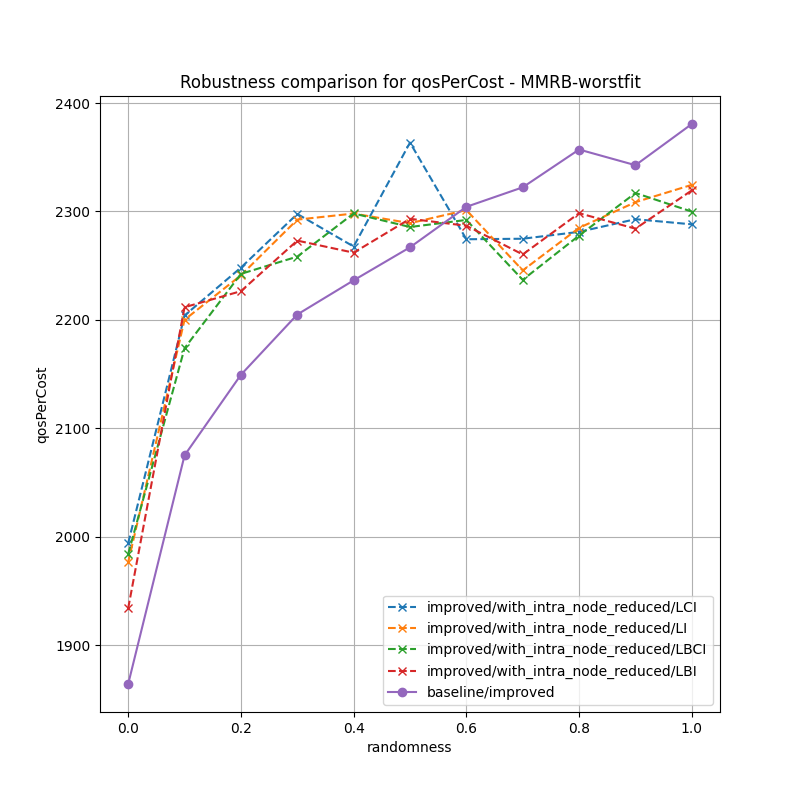 Robustness comparison for qosPerCost - MMRB-worstfit
qosPerCost
2400
2300
2200
2100
2000
1900
0.0 0.2 0.4 0.6 0.8 1.0
randomness
improved/with_intra_node_reduced/LCI
improved/with_intra_node_reduced/LI
improved/with_intra_node_reduced/LBCI
improved/with_intra_node_reduced/LBI
baseline/improved